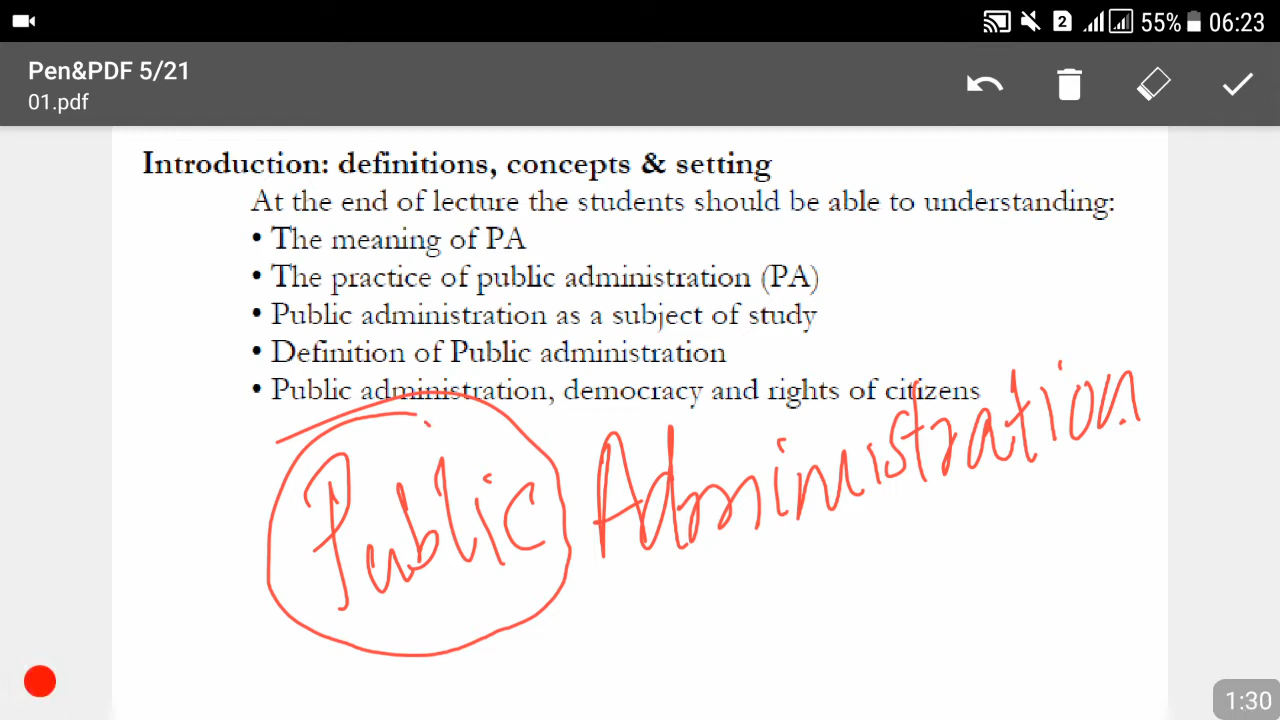 2 55% 06:23
Pen&PDF 5/21
01.pdf
Introduction: definitions, concepts & setting
At the end of lecture the students should be able to understanding:
• The meaning of PA
• The practice of public administration (PA)
• Public administration as a subject of study
• Definition of Public administration
• Public administration, democracy and rights of citizens
Public Administration
1:30